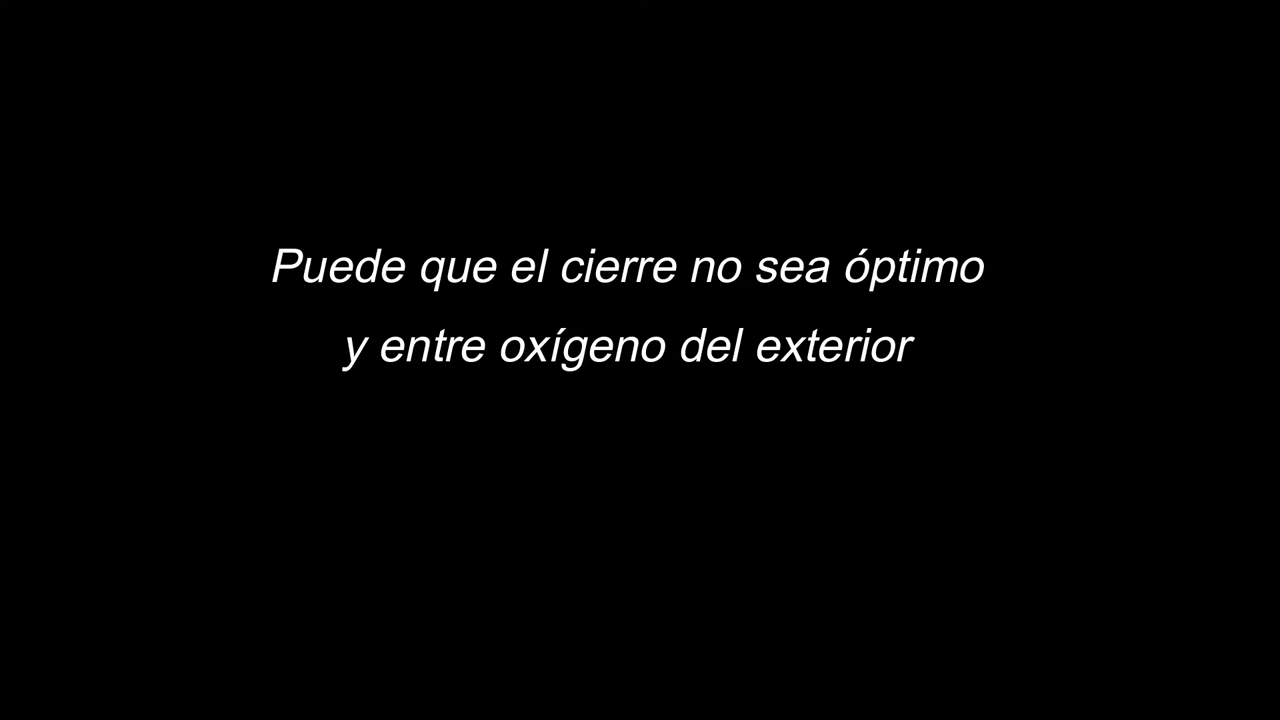 Puede que el cierre no sea óptimo
y entre oxígeno del exterior